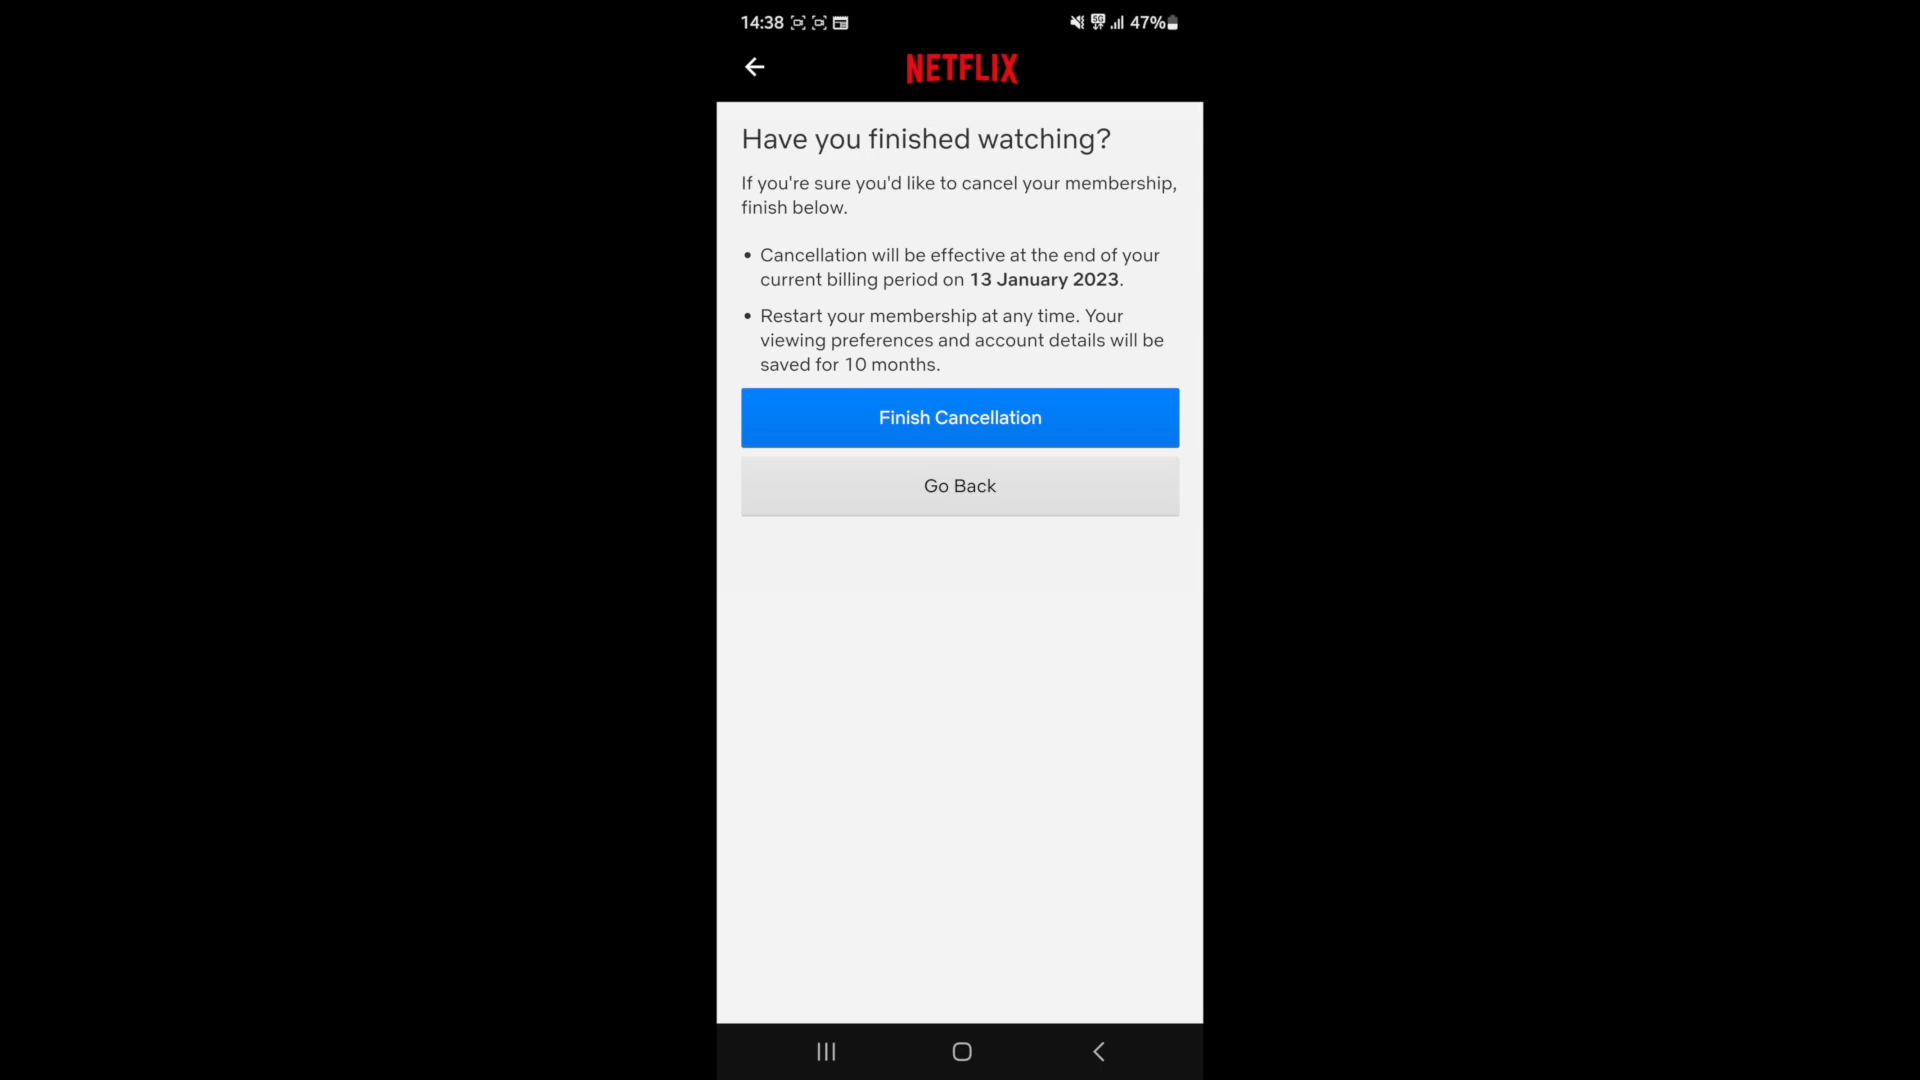 14:38 5G 47%
NETFLIX
Have you finished watching?
If you're sure you'd like to cancel your membership,
finish below.
• Cancellation will be effective at the end of your
current billing period on 13 January 2023.
• Restart your membership at any time. Your
viewing preferences and account details will be
saved for 10 months.
Finish Cancellation
Go Back